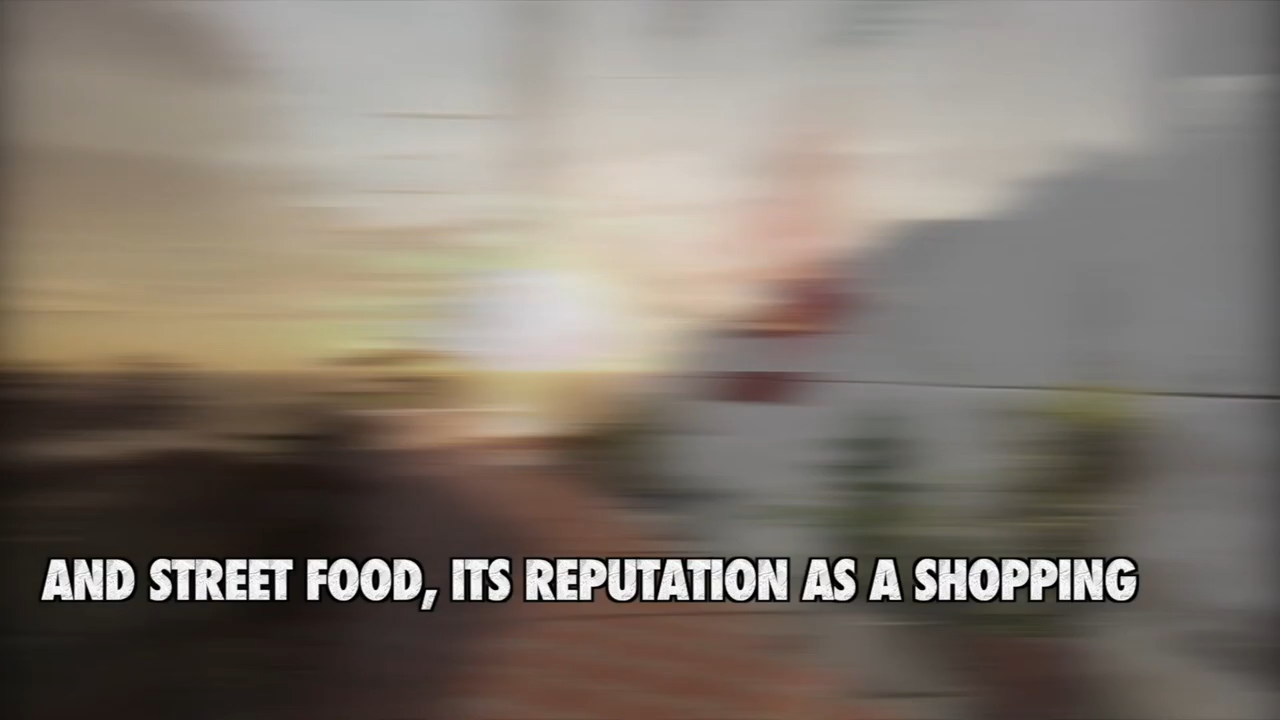 AND STREET FOOD, ITS REPUTATION AS A SHOPPING